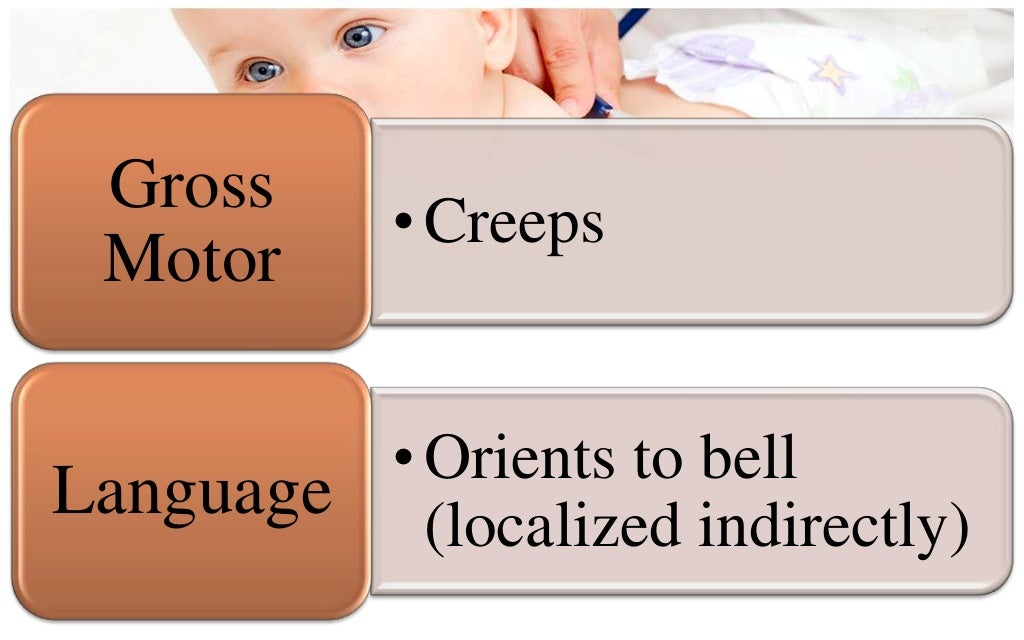 Gross
Motor
• Creeps
Language
• Orients to bell
(localized indirectly)